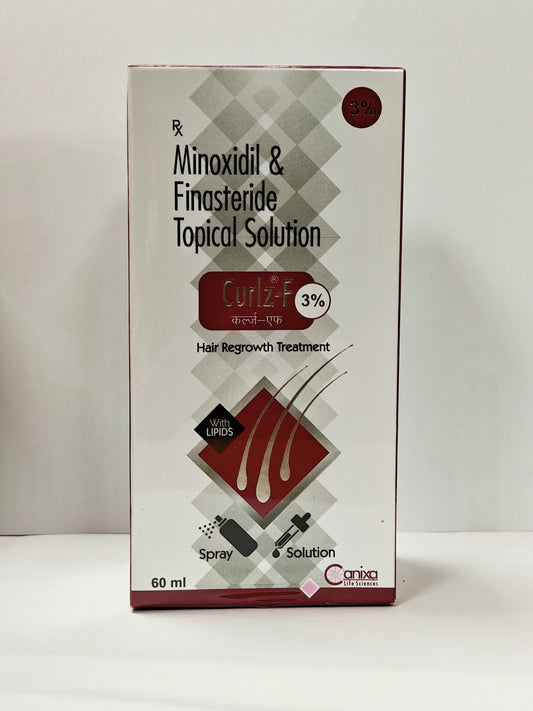 3%
Rx
Minoxidil &
Finasteride
Topical Solution
Curlz®-F
3%
कर्ल्ज-एफ
Hair Regrowth Treatment
With
LIPIDS
Spray
Solution
60 ml
Canixa
Life Sciences